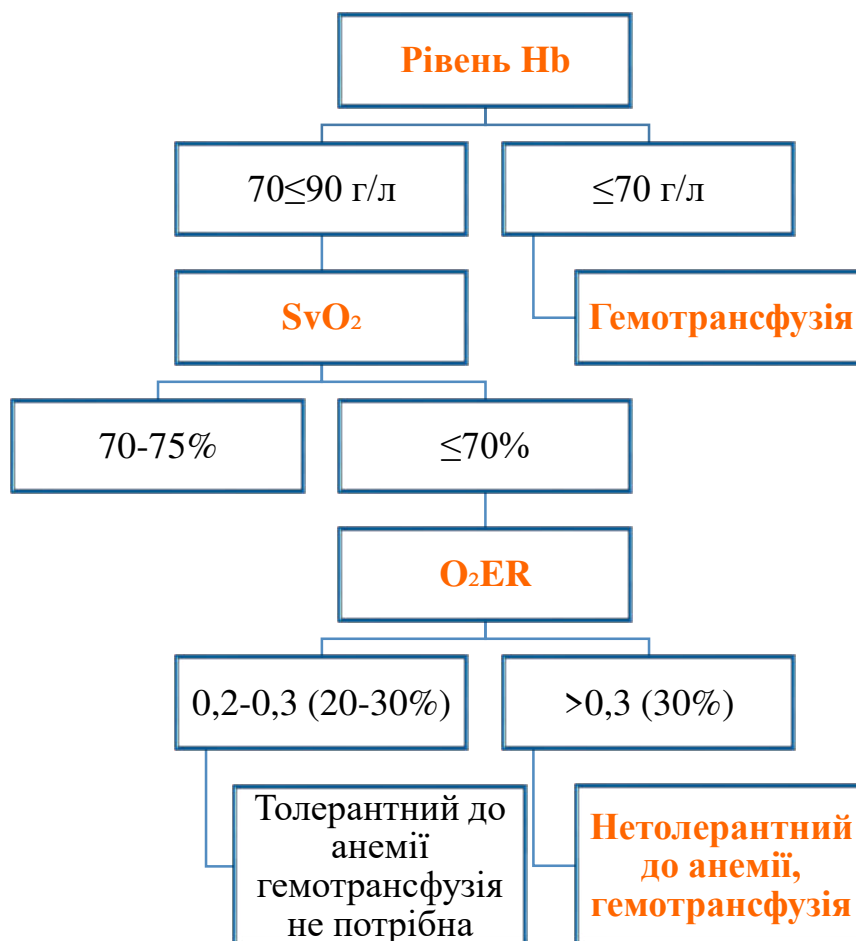 Рівень Hb
70≤90 г/л
≤70 г/л
SvO₂
Гемотрансфузія
70-75%
≤70%
O₂ER
0,2-0,3 (20-30%)
>0,3 (30%)
Толерантний до
анемії
гемотрансфузія
не потрібна
Нетолерантний
до анемії,
гемотрансфузія